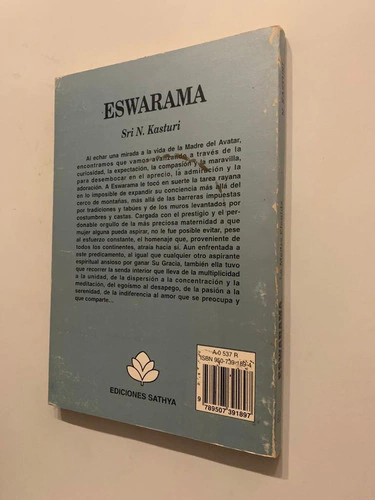 ESWARAMA
Sri N. Kasturi
Al echar una mirada a la vida de la Madre del Avatar,
encontramos que vamos avanzando a través de la
curiosidad, la expectación, la compasión y la maravilla,
para desembocar en el aprecio, la admiración y la
adoración. A Eswarama le tocó en suerte la tarea rayana
en lo imposible de expandir su conciencia más allá del
cerco de montañas, más allá de las barreras impuestas
por tradiciones y tabúes y de los muros levantados por
costumbres y castas. Cargada con el prestigio y el per-
donable orgullo de la más preciosa maternidad a que
mujer alguna pueda aspirar, no le fue posible evitar, pese
al esfuerzo constante, el homenaje que, proveniente de
todos los continentes, atraía hacia sí. Aun enfrentada a
este predicamento, al igual que cualquier otro aspirante
espiritual ansioso por ganar Su Gracia, también ella tuvo
que recorrer la senda interior que lleva de la multiplicidad
a la unidad, de la dispersión a la concentración y la
meditación, del egoísmo al desapego, de la pasión a la
serenidad, de la indiferencia al amor que se preocupa y
que comparte...
EDICIONES SATHYA
A-0 537 R
ISBN 950-739-189-4
9 789507 391897
ESWARAMA